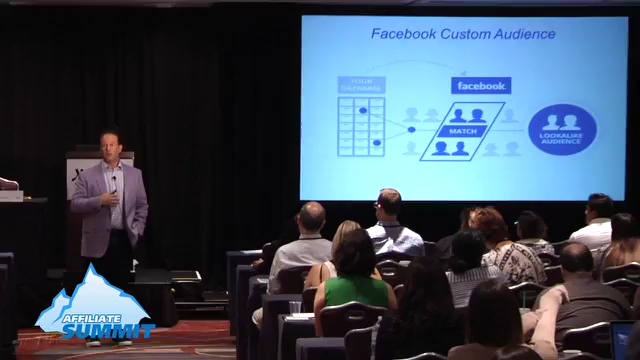 Facebook Custom Audience
YOUR
DATABASE
facebook
MATCH
LOOKALIKE
AUDIENCE
AFFILIATE
SUMMIT